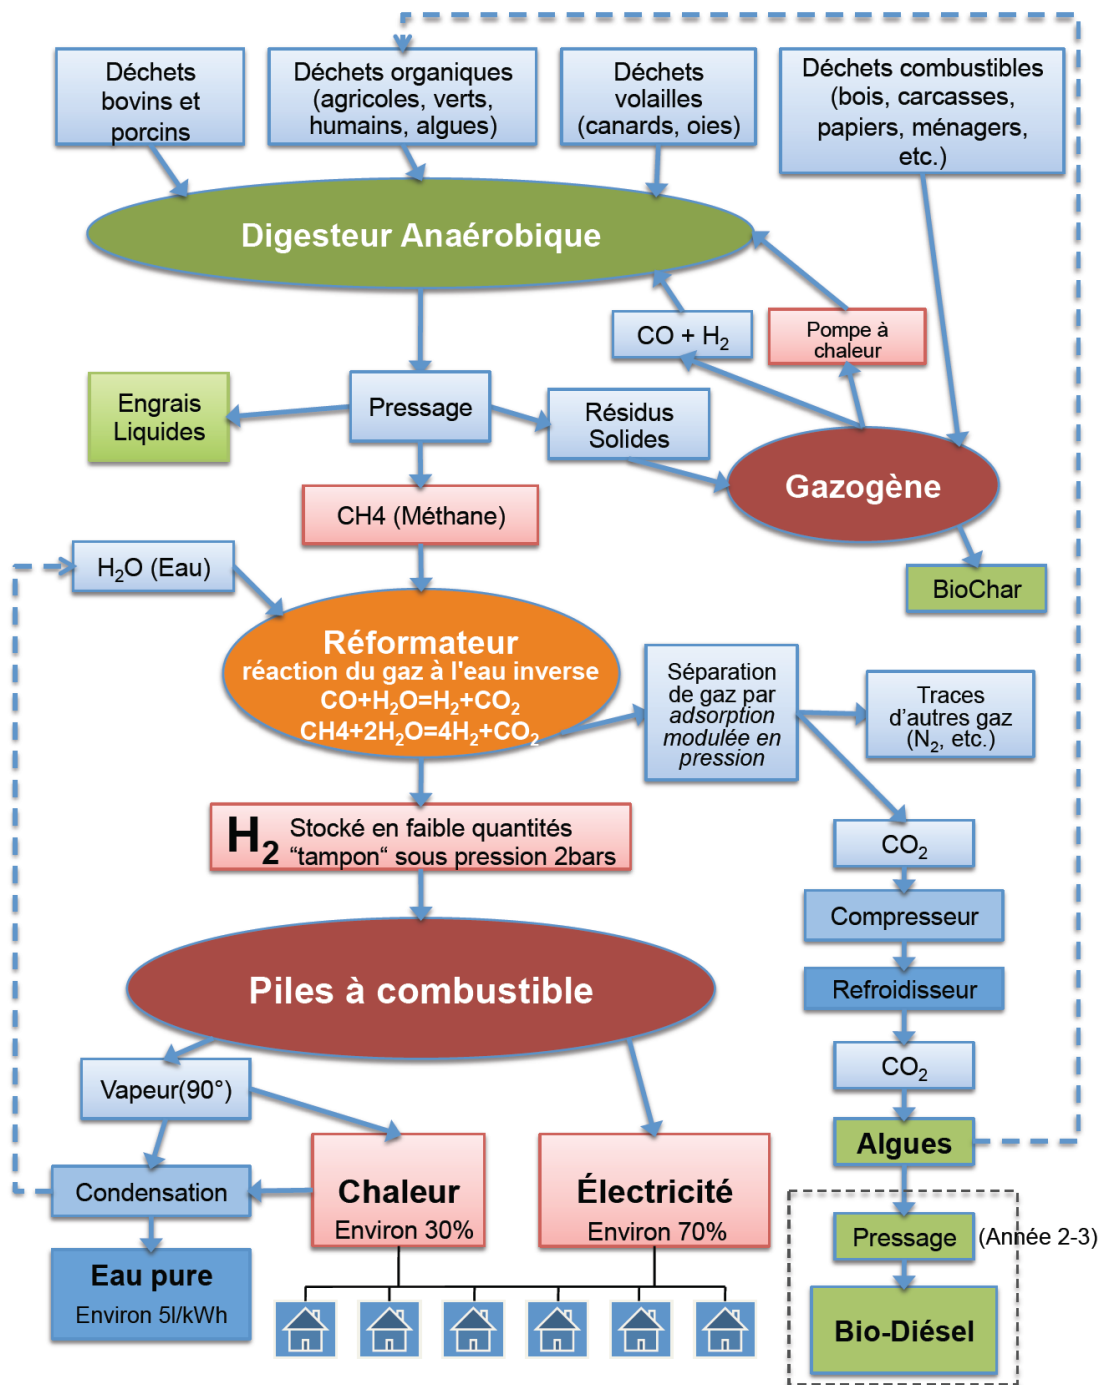 Déchets
bovins et
porcins
Déchets organiques
(agricoles, verts,
humains, algues)
Déchets
volailles
(canards, oies)
Déchets combustibles
(bois, carcasses,
papiers, ménagers,
etc.)
Digesteur Anaérobique
CO + H₂
Pompe à
chaleur
Engrais
Liquides
Pressage
Résidus
Solides
Gazogène
CH4 (Méthane)
H₂O (Eau)
BioChar
Réformateur
réaction du gaz à l'eau inverse
CO+H₂O=H₂+CO₂
CH4+2H₂O=4H₂+CO₂
Séparation
de gaz par
adsorption
modulée en
pression
Traces
d’autres gaz
(N₂, etc.)
H₂ Stocké en faible quantités
“tampon“ sous pression 2bars
CO₂
Compresseur
Refroidisseur
CO₂
Piles à combustible
Vapeur(90°)
Algues
Condensation
Chaleur
Environ 30%
Électricité
Environ 70%
Pressage
(Année 2-3)
Eau pure
Environ 5l/kWh
Bio-Diésel